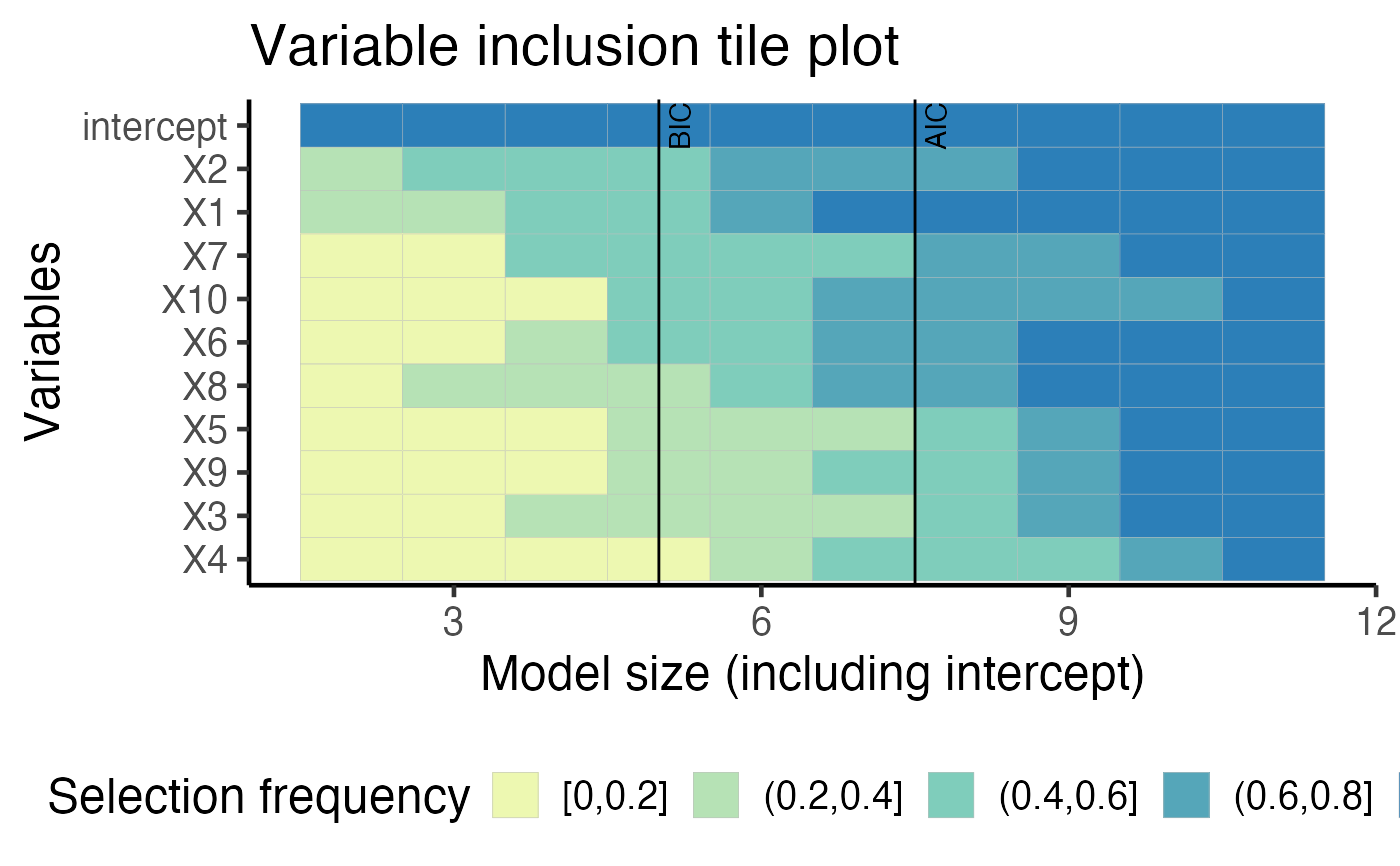 Variable inclusion tile plot
BIC
AIC
intercept
X2
X1
X7
X10
X6
X8
X5
X9
X3
X4
Variables
3 6 9 12
Model size (including intercept)
Selection frequency [0,0.2] (0.2,0.4] (0.4,0.6] (0.6,0.8]